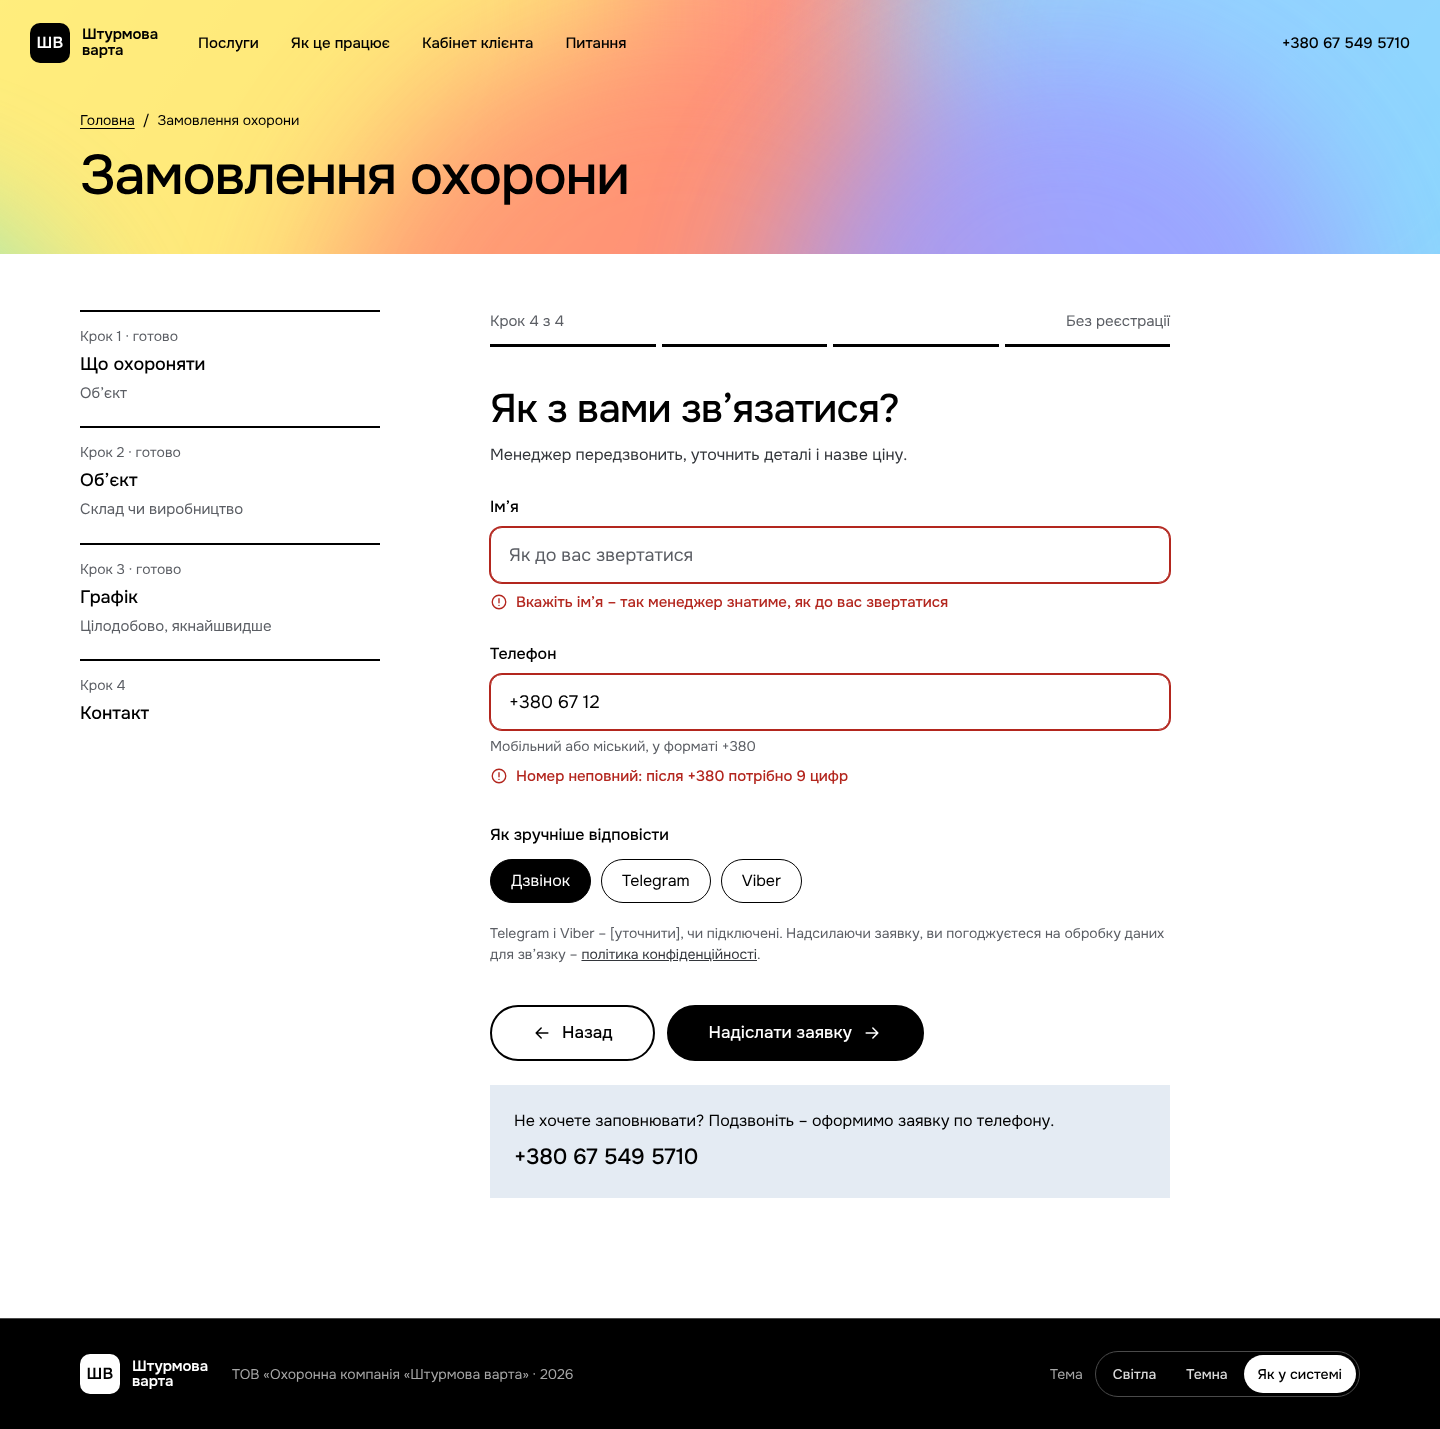 ШВ
Штурмова
варта
Послуги
Як це працює
Кабінет клієнта
Питання
+380 67 549 5710
Головна / Замовлення охорони
Замовлення охорони
Крок 1 · готово
Що охороняти
Об’єкт
Крок 2 · готово
Об’єкт
Склад чи виробництво
Крок 3 · готово
Графік
Цілодобово, якнайшвидше
Крок 4
Контакт
Крок 4 з 4
Без реєстрації
Як з вами зв’язатися?
Менеджер передзвонить, уточнить деталі і назве ціну.
Ім’я
Як до вас звертатися
Вкажіть ім’я – так менеджер знатиме, як до вас звертатися
Телефон
+380 67 12
Мобільний або міський, у форматі +380
Номер неповний: після +380 потрібно 9 цифр
Як зручніше відповісти
Дзвінок
Telegram
Viber
Telegram і Viber – [уточнити], чи підключені. Надсилаючи заявку, ви погоджуєтеся на обробку даних
для зв’язку – політика конфіденційності.
← Назад
Надіслати заявку →
Не хочете заповнювати? Подзвоніть – оформимо заявку по телефону.
+380 67 549 5710
ШВ
Штурмова
варта
ТОВ «Охоронна компанія «Штурмова варта» · 2026
Тема
Світла
Темна
Як у системі